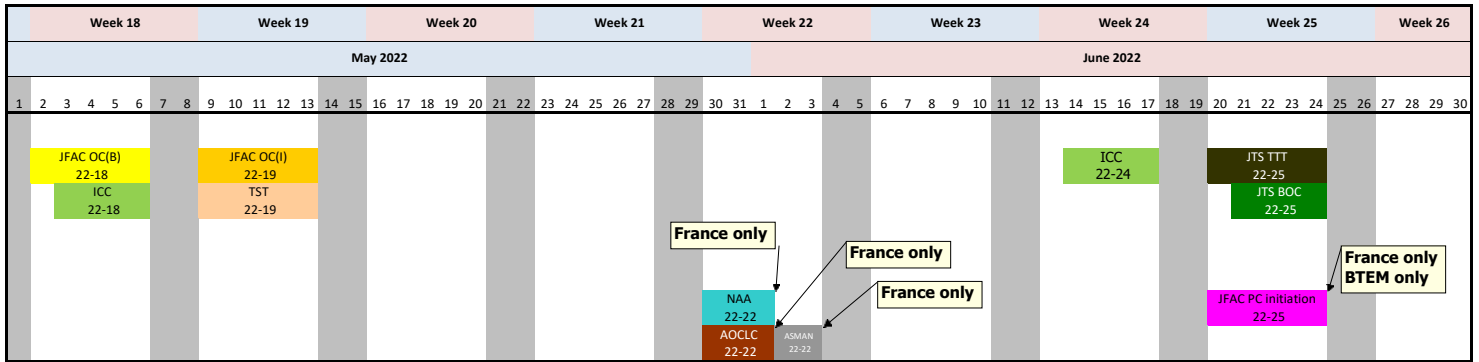 Week 18 Week 19 Week 20 Week 21 Week 22 Week 23 Week 24 Week 25 Week 26
May 2022 June 2022
1 2 3 4 5 6 7 8 9 10 11 12 13 14 15 16 17 18 19 20 21 22 23 24 25 26 27 28 29 30 31 1 2 3 4 5 6 7 8 9 10 11 12 13 14 15 16 17 18 19 20 21 22 23 24 25 26 27 28 29 30
JFAC OC(B)
22-18
JFAC OC(I)
22-19
ICC
22-24
JTS TTT
22-25
ICC
22-18
TST
22-19
JTS BOC
22-25
France only
France only
France only
France only
BTEM only
NAA
22-22
JFAC PC initiation
22-25
AOCLC
22-22
ASMAN
22-22